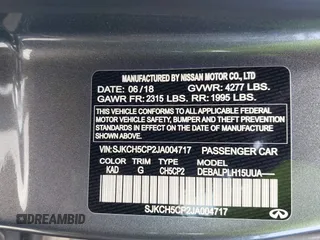 MFD BY NISSAN MOTOR CO., LTD
DATE: 06 / 18 GVWR: 4277 LBS.
GAWR FR: 2315 LBS. RR: 1995 LBS.
THIS VEHICLE CONFORMS TO ALL APPLICABLE FEDERAL
MOTOR VEHICLE SAFETY, BUMPER, AND THEFT
PREVENTION STANDARDS IN EFFECT ON THE DATE
OF MANUFACTURE SHOWN ABOVE.
VIN: SJKCH5CP2JA004717 PASSENGER CAR
COLOR TRIM MODEL
KAD G CH5CP2 DEBALPLH15UUA
SJKCH5CP2JA004717
DREAMBID